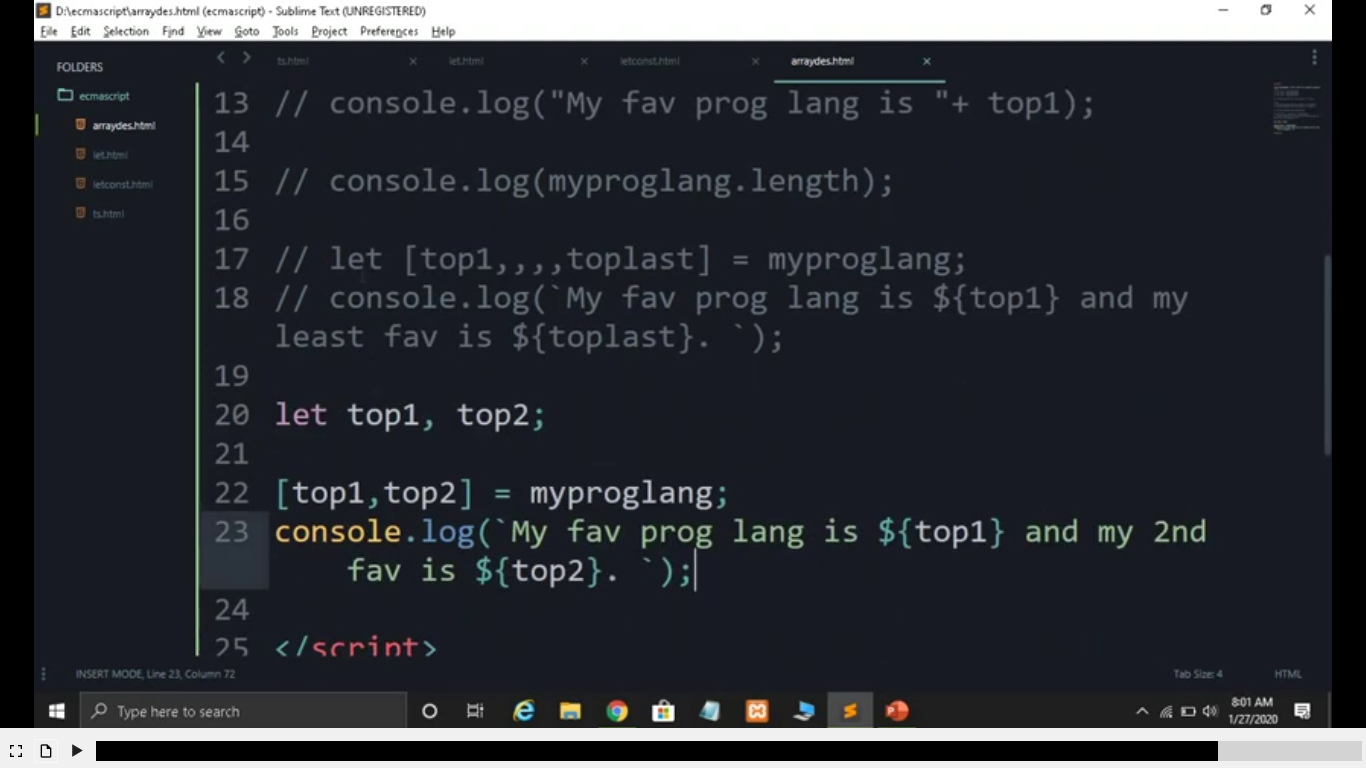 D:\ecmascript\arraydes.html (ecmascript) - Sublime Text (UNREGISTERED)
File Edit Selection Find View Goto Tools Project Preferences Help
FOLDERS
ecmascript
arraydes.html
let.html
letconst.html
ts.html
ts.html let.html letconst.html arraydes.html
13 // console.log("My fav prog lang is "+ top1);
14
15 // console.log(myproglang.length);
16
17 // let [top1,,,,toplast] = myproglang;
18 // console.log(`My fav prog lang is ${top1} and my
least fav is ${toplast}. `);
19
20 let top1, top2;
21
22 [top1,top2] = myproglang;
23 console.log(`My fav prog lang is ${top1} and my 2nd
fav is ${top2}. `);
24
25 </script>
INSERT MODE, Line 23, Column 72 Tab Size: 4 HTML
Type here to search
8:01 AM
1/27/2020